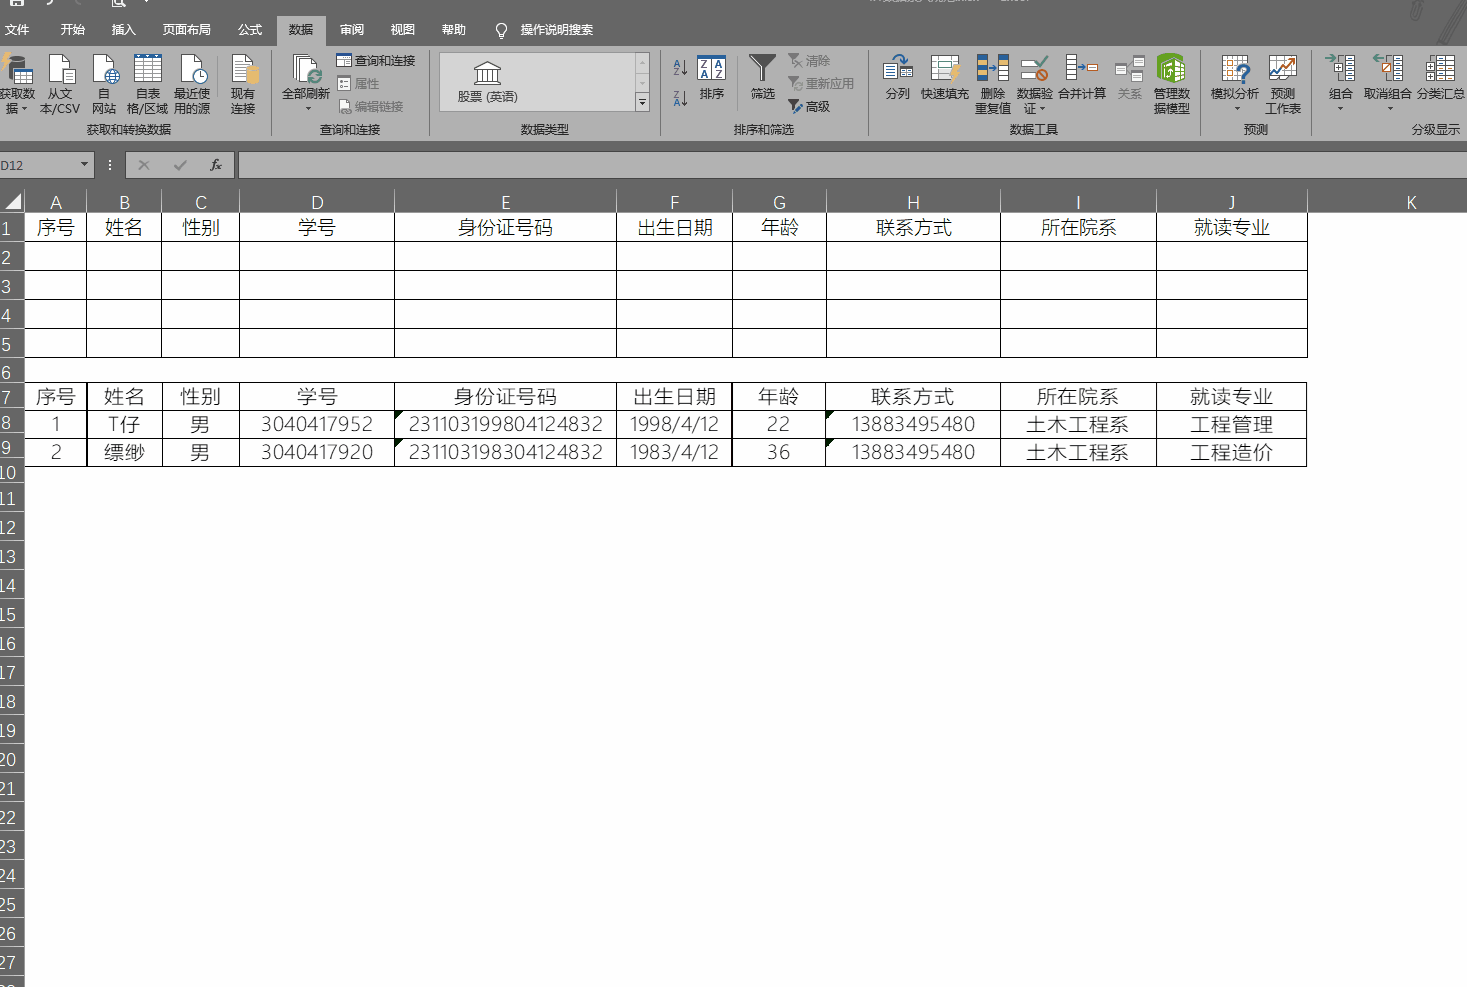 文件 开始 插入 页面布局 公式 数据 审阅 视图 帮助 操作说明搜索
获取数据 从文本/CSV 自网站 自表格/区域 最近使用的源 现有连接
获取和转换数据
全部刷新 查询和连接 属性 编辑链接
查询和连接
股票 (英语)
数据类型
排序 筛选 清除 重新应用 高级
排序和筛选
分列 快速填充 删除重复值 数据验证 合并计算 关系 管理数据模型
数据工具
模拟分析 预测工作表
预测
组合 取消组合 分类汇总
分级显示
D12 fx
A B C D E F G H I J K
1 序号 姓名 性别 学号 身份证号码 出生日期 年龄 联系方式 所在院系 就读专业
2
3
4
5
6
7 序号 姓名 性别 学号 身份证号码 出生日期 年龄 联系方式 所在院系 就读专业
8 1 T仔 男 3040417952 231103199804124832 1998/4/12 22 13883495480 土木工程系 工程管理
9 2 缥缈 男 3040417920 231103198304124832 1983/4/12 36 13883495480 土木工程系 工程造价
10
11
12
13
14
15
16
17
18
19
20
21
22
23
24
25
26
27